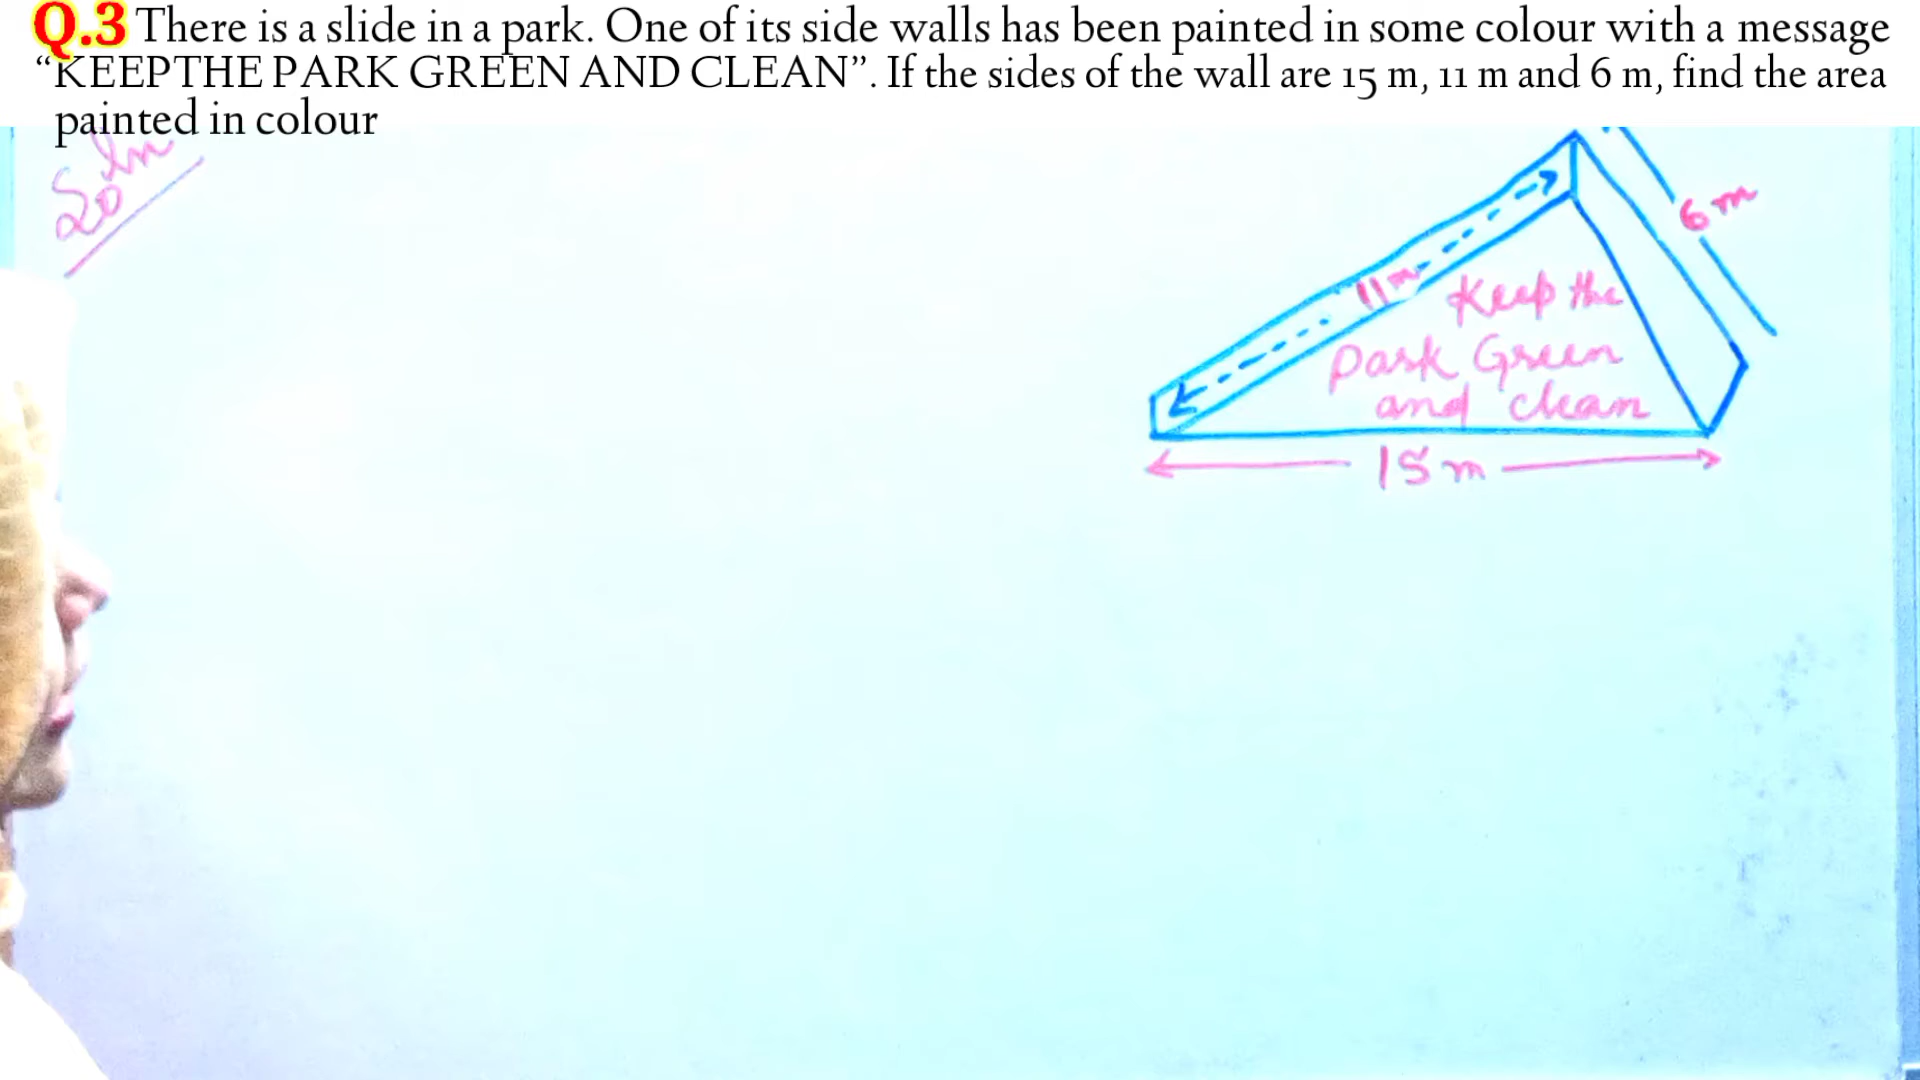 Q.3 There is a slide in a park. One of its side walls has been painted in some colour with a message
“KEEPTHE PARK GREEN AND CLEAN”. If the sides of the wall are 15 m, 11 m and 6 m, find the area
painted in colour
Soln
6 m
11 m
Keep the
Park Green
and clean
15 m